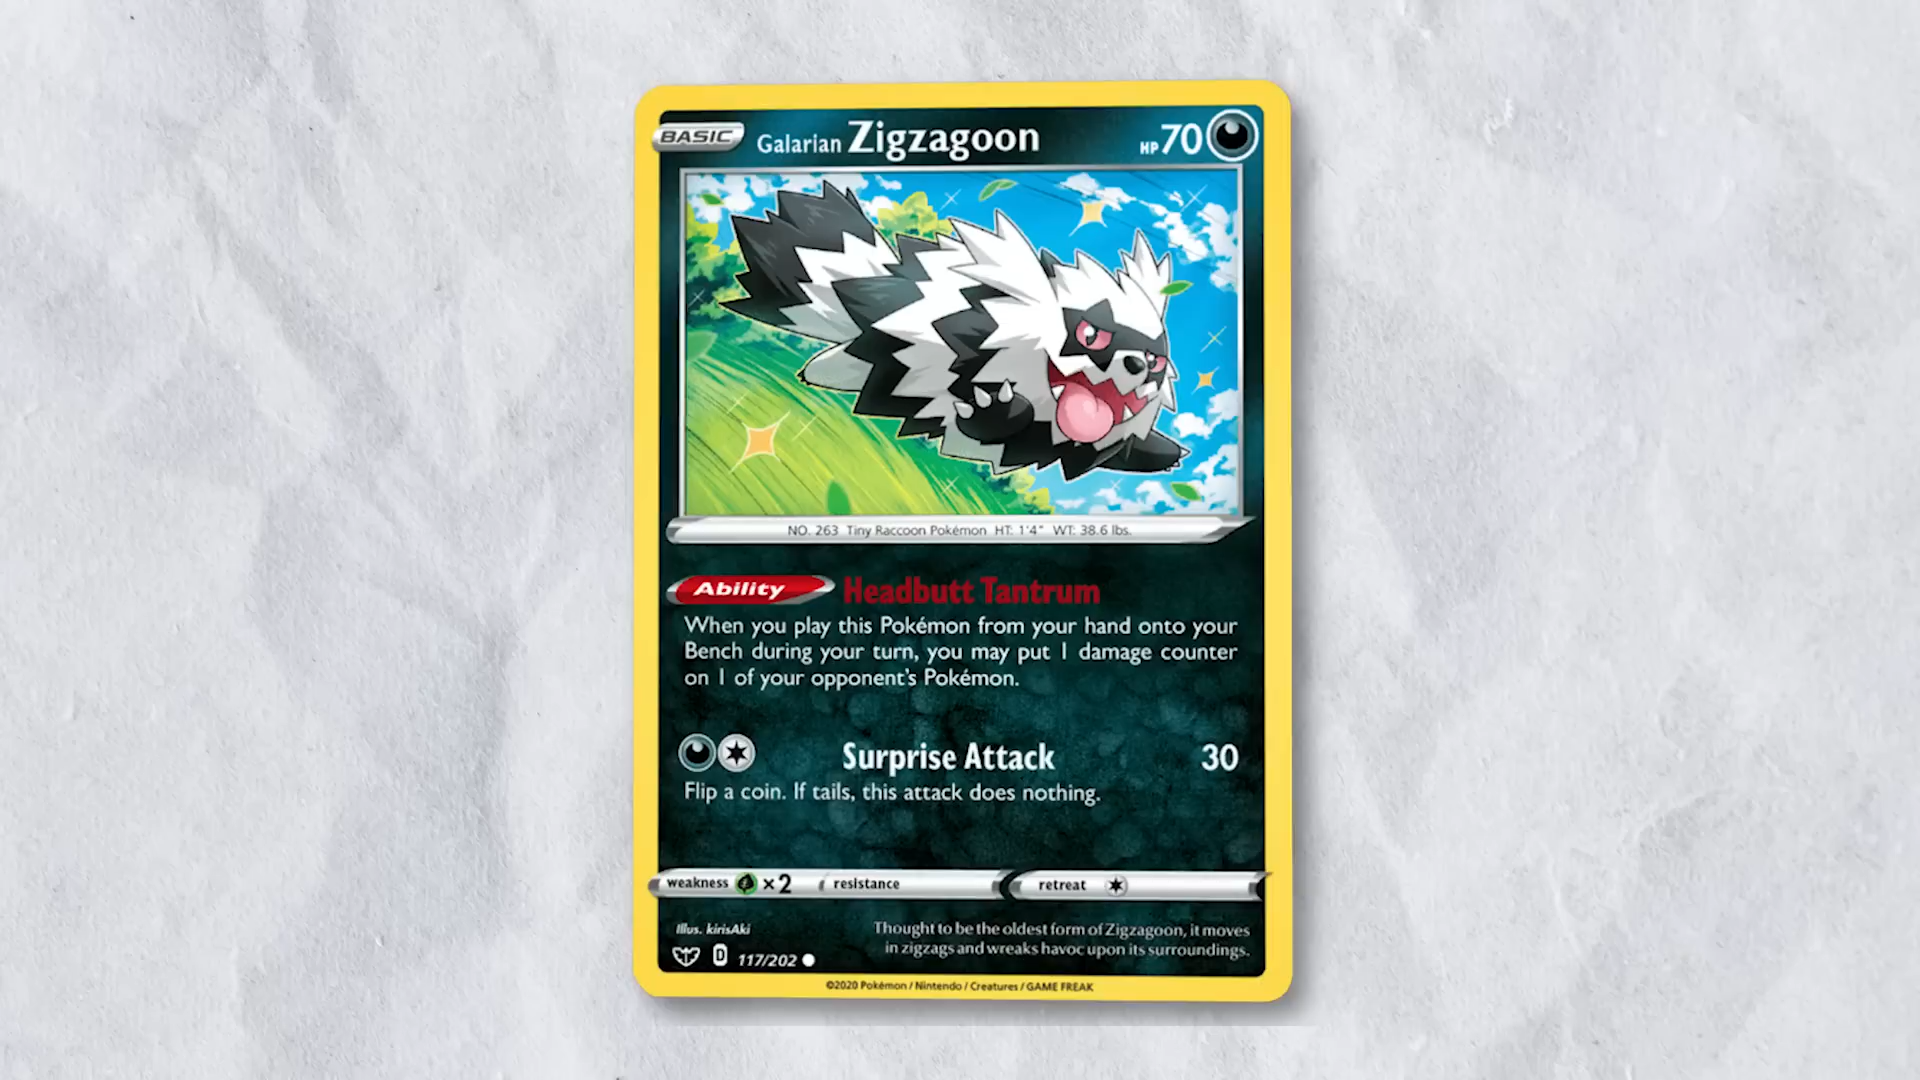 BASIC Galarian Zigzagoon HP 70
NO. 263 Tiny Raccoon Pokémon HT: 1'4" WT: 38.6 lbs.
Ability Headbutt Tantrum
When you play this Pokémon from your hand onto your
Bench during your turn, you may put 1 damage counter
on 1 of your opponent's Pokémon.
Surprise Attack 30
Flip a coin. If tails, this attack does nothing.
weakness ×2 resistance retreat
Illus. kirisAki
Thought to be the oldest form of Zigzagoon, it moves
in zigzags and wreaks havoc upon its surroundings.
D 117/202
©2020 Pokémon / Nintendo / Creatures / GAME FREAK